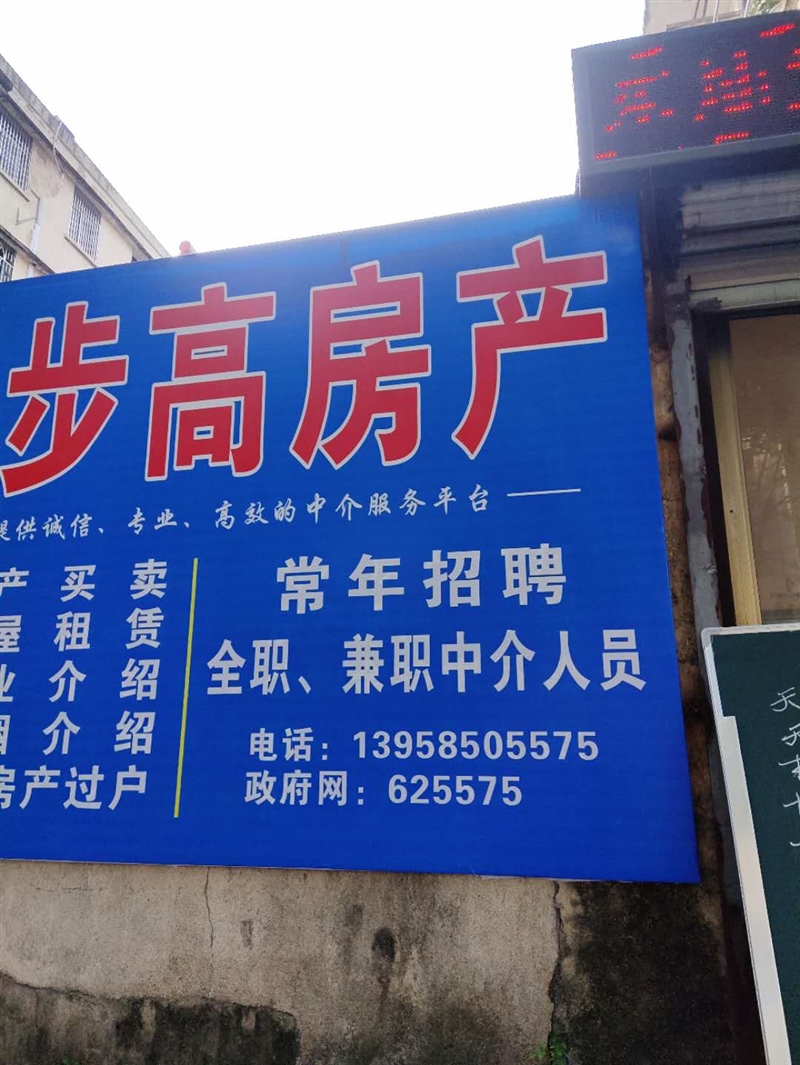 步高房产
提供诚信、专业、高效的中介服务平台——
产买卖
屋租赁
业介绍
姻介绍
房产过户
常年招聘
全职、兼职中介人员
电话：13958505575
政府网：625575